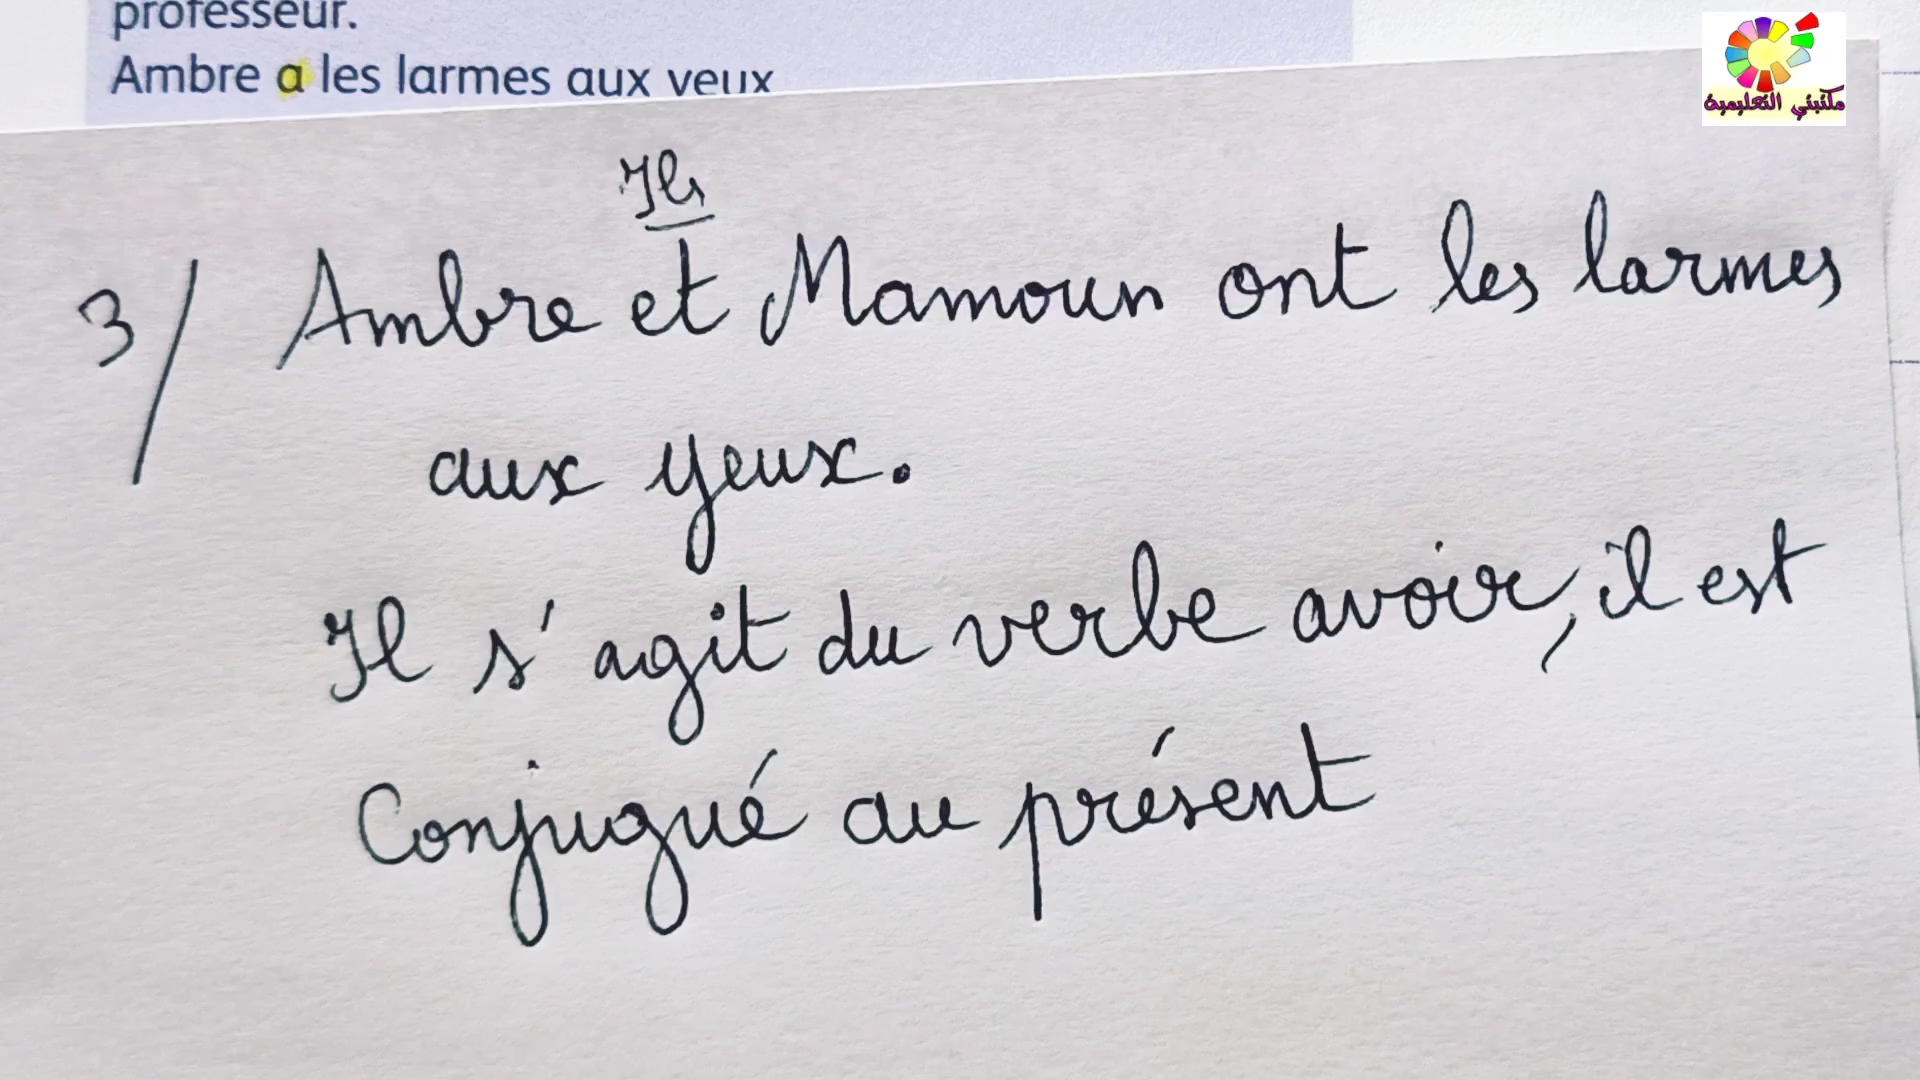 professeur.
Ambre a les larmes aux yeux
مكتبتي التعليمية
Ils
3/ Ambre et Mamoun ont les larmes
aux yeux.
Il s'agit du verbe avoir, il est
Conjugué au présent